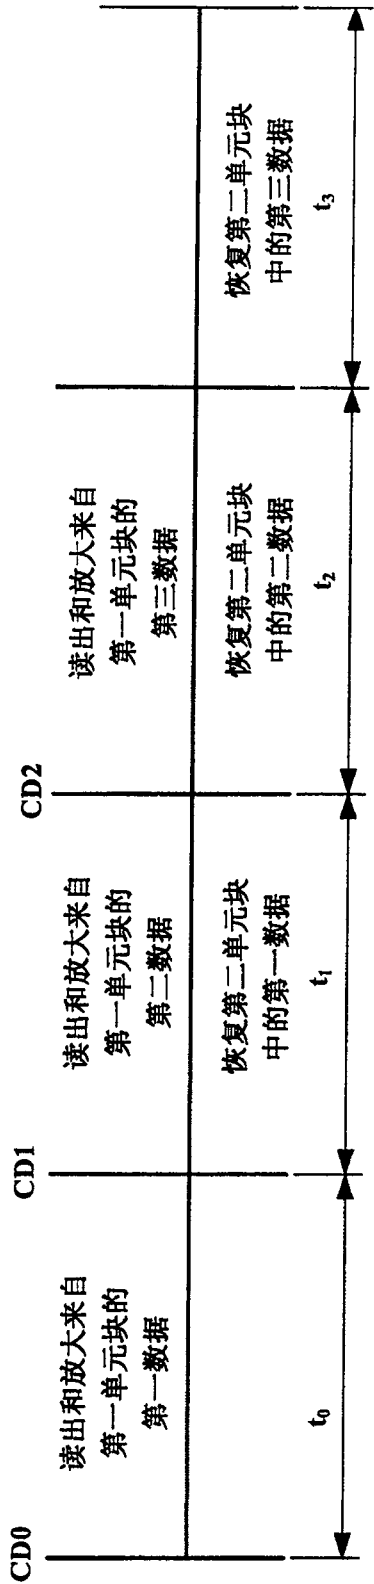 CD0
CD1
CD2
读出和放大来自
第一单元块的
第一数据
读出和放大来自
第一单元块的
第二数据
读出和放大来自
第一单元块的
第三数据
恢复第二单元块
中的第一数据
恢复第二单元块
中的第二数据
恢复第二单元块
中的第三数据
t₀
t₁
t₂
t₃